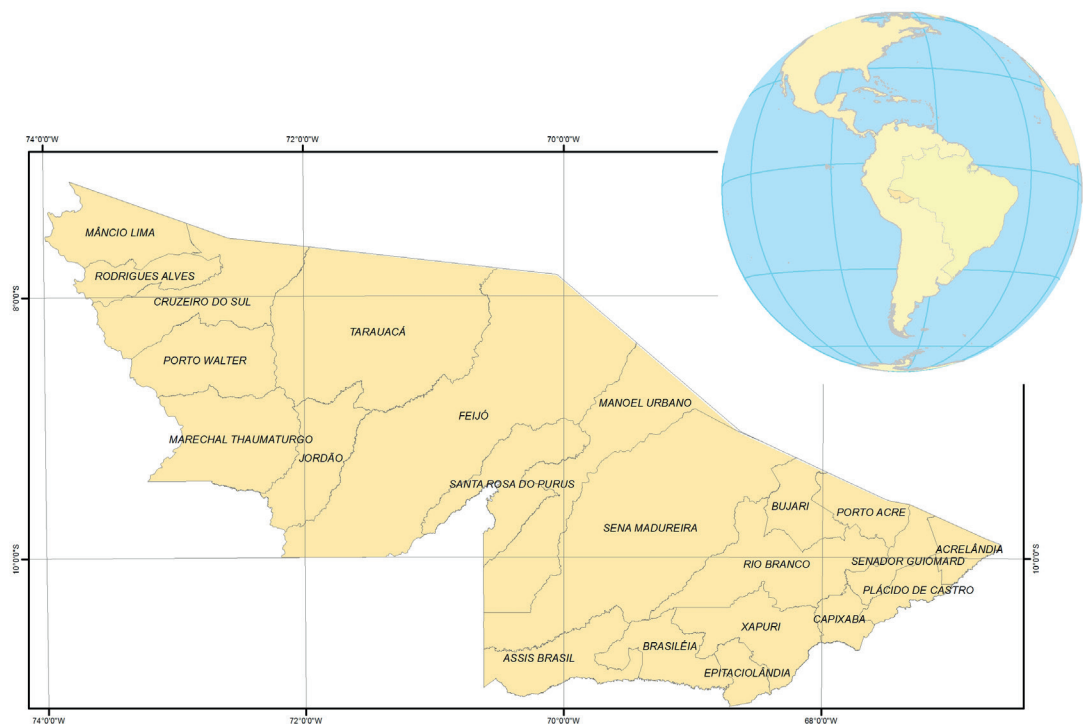 74°0'0"W
72°0'0"W
70°0'0"W
MÂNCIO LIMA
RODRIGUES ALVES
8°0'0"S
CRUZEIRO DO SUL
TARAUACÁ
PORTO WALTER
MANOEL URBANO
FEIJÓ
MARECHAL THAUMATURGO
JORDÃO
SANTA ROSA DO PURUS
BUJARI
PORTO ACRE
SENA MADUREIRA
ACRELÂNDIA
10°0'0"S
10°0'0"S
RIO BRANCO
SENADOR GUIOMARD
PLÁCIDO DE CASTRO
CAPIXABA
XAPURI
BRASILÉIA
ASSIS BRASIL
EPITACIOLÂNDIA
74°0'0"W
72°0'0"W
70°0'0"W
68°0'0"W